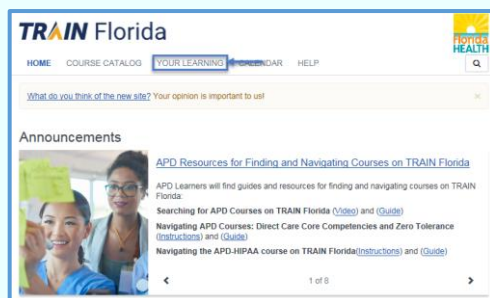 TRAIN Florida
Florida
HEALTH
HOME COURSE CATALOG YOUR LEARNING CALENDAR HELP
What do you think of the new site? Your opinion is important to us! ×
Announcements
APD Resources for Finding and Navigating Courses on TRAIN Florida
APD Learners will find guides and resources for finding and navigating courses on TRAIN
Florida:
Searching for APD Courses on TRAIN Florida (Video) and (Guide)
Navigating APD Courses: Direct Care Core Competencies and Zero Tolerance
(Instructions) and (Guide)
Navigating the APD-HIPAA course on TRAIN Florida(Instructions) and (Guide)
1 of 8